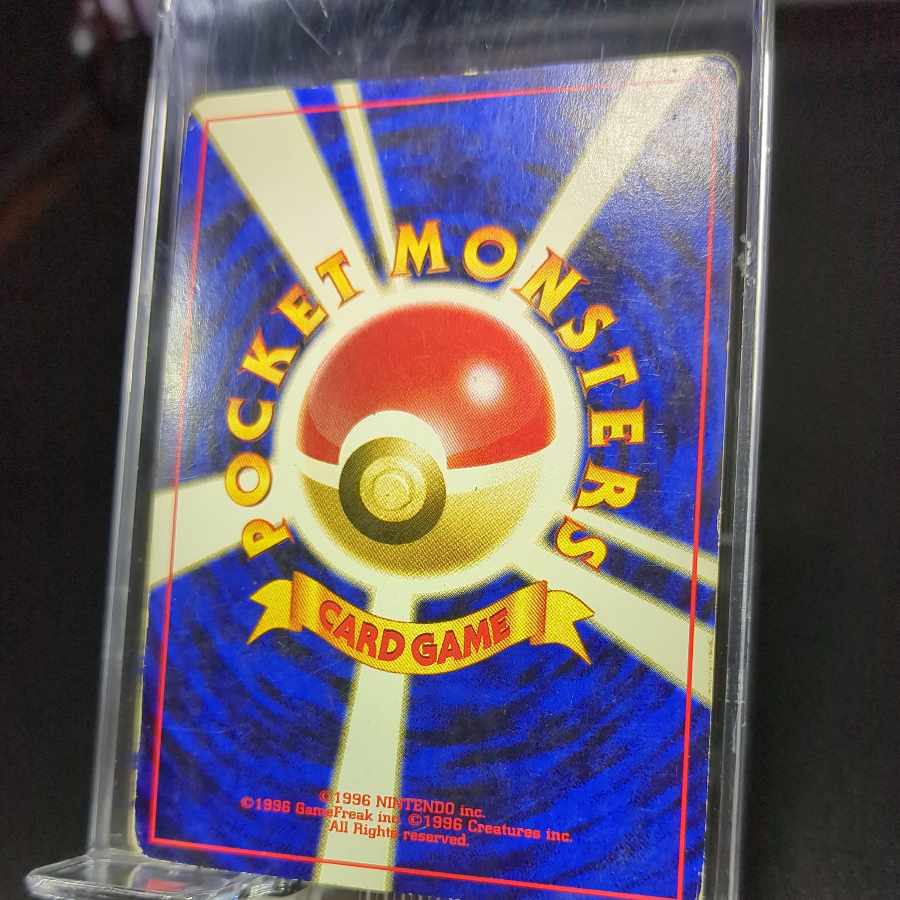 POCKET MONSTERS
CARD GAME
©1996 NINTENDO inc.
©1996 GameFreak inc. ©1996 Creatures inc.
All Rights reserved.